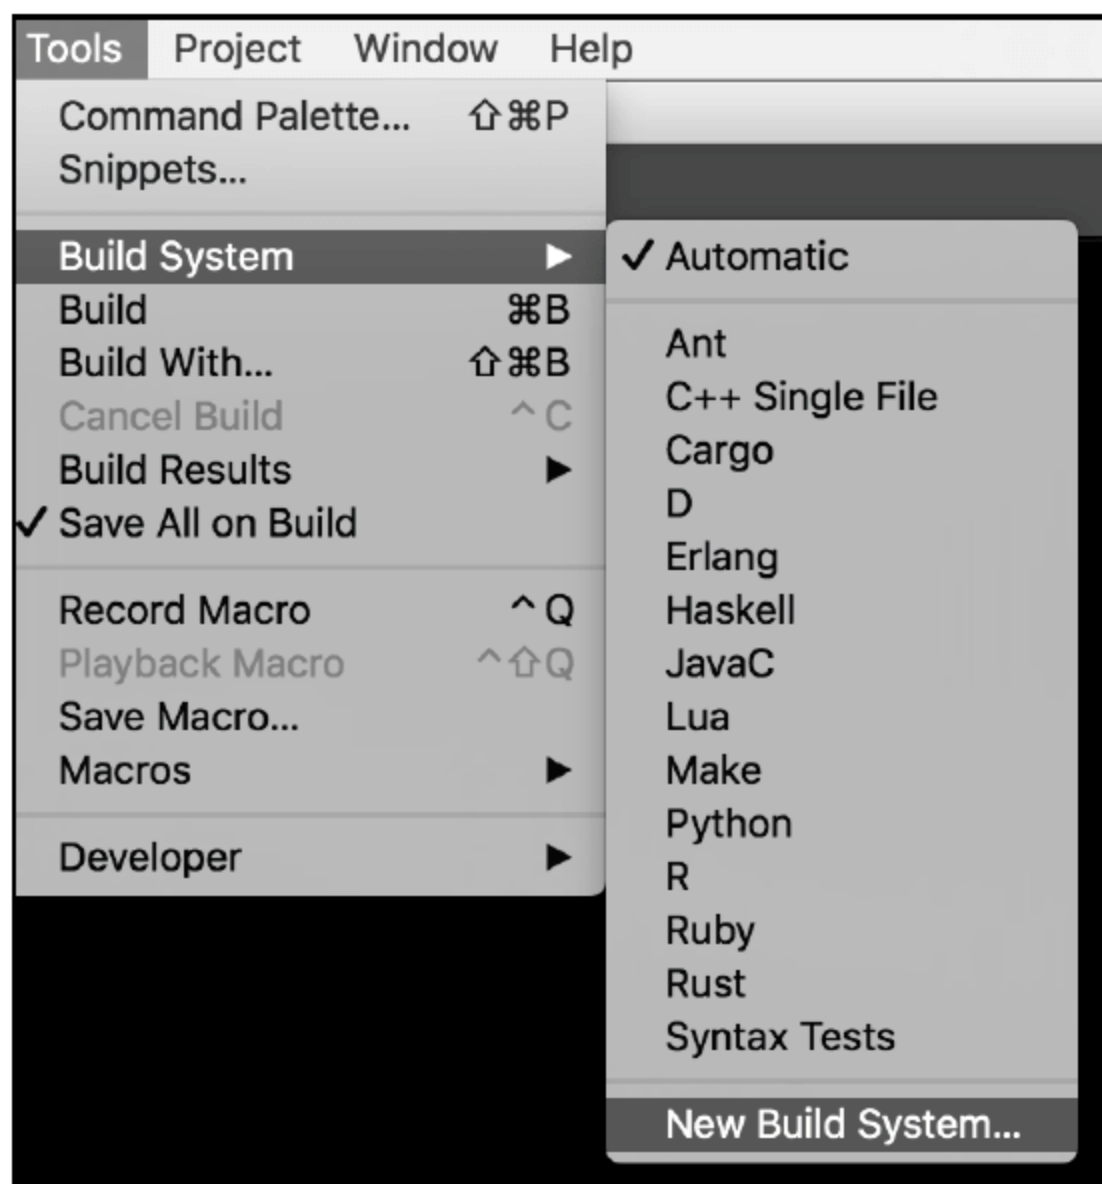 Tools Project Window Help
Command Palette... ⇧⌘P
Snippets...
Build System ▶
Build ⌘B
Build With... ⇧⌘B
Cancel Build ^C
Build Results ▶
✓ Save All on Build
Record Macro ^Q
Playback Macro ^⇧Q
Save Macro...
Macros ▶
Developer ▶
✓ Automatic
Ant
C++ Single File
Cargo
D
Erlang
Haskell
JavaC
Lua
Make
Python
R
Ruby
Rust
Syntax Tests
New Build System...